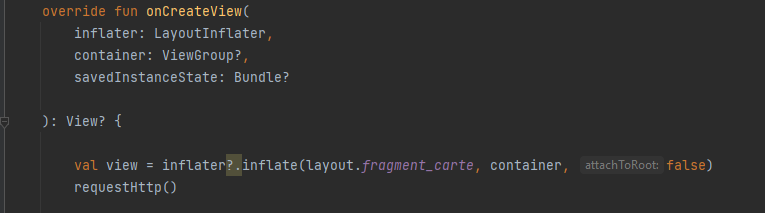 override fun onCreateView(
inflater: LayoutInflater,
container: ViewGroup?,
savedInstanceState: Bundle?
): View? {
val view = inflater?.inflate(layout.fragment_carte, container, attachToRoot: false)
requestHttp()